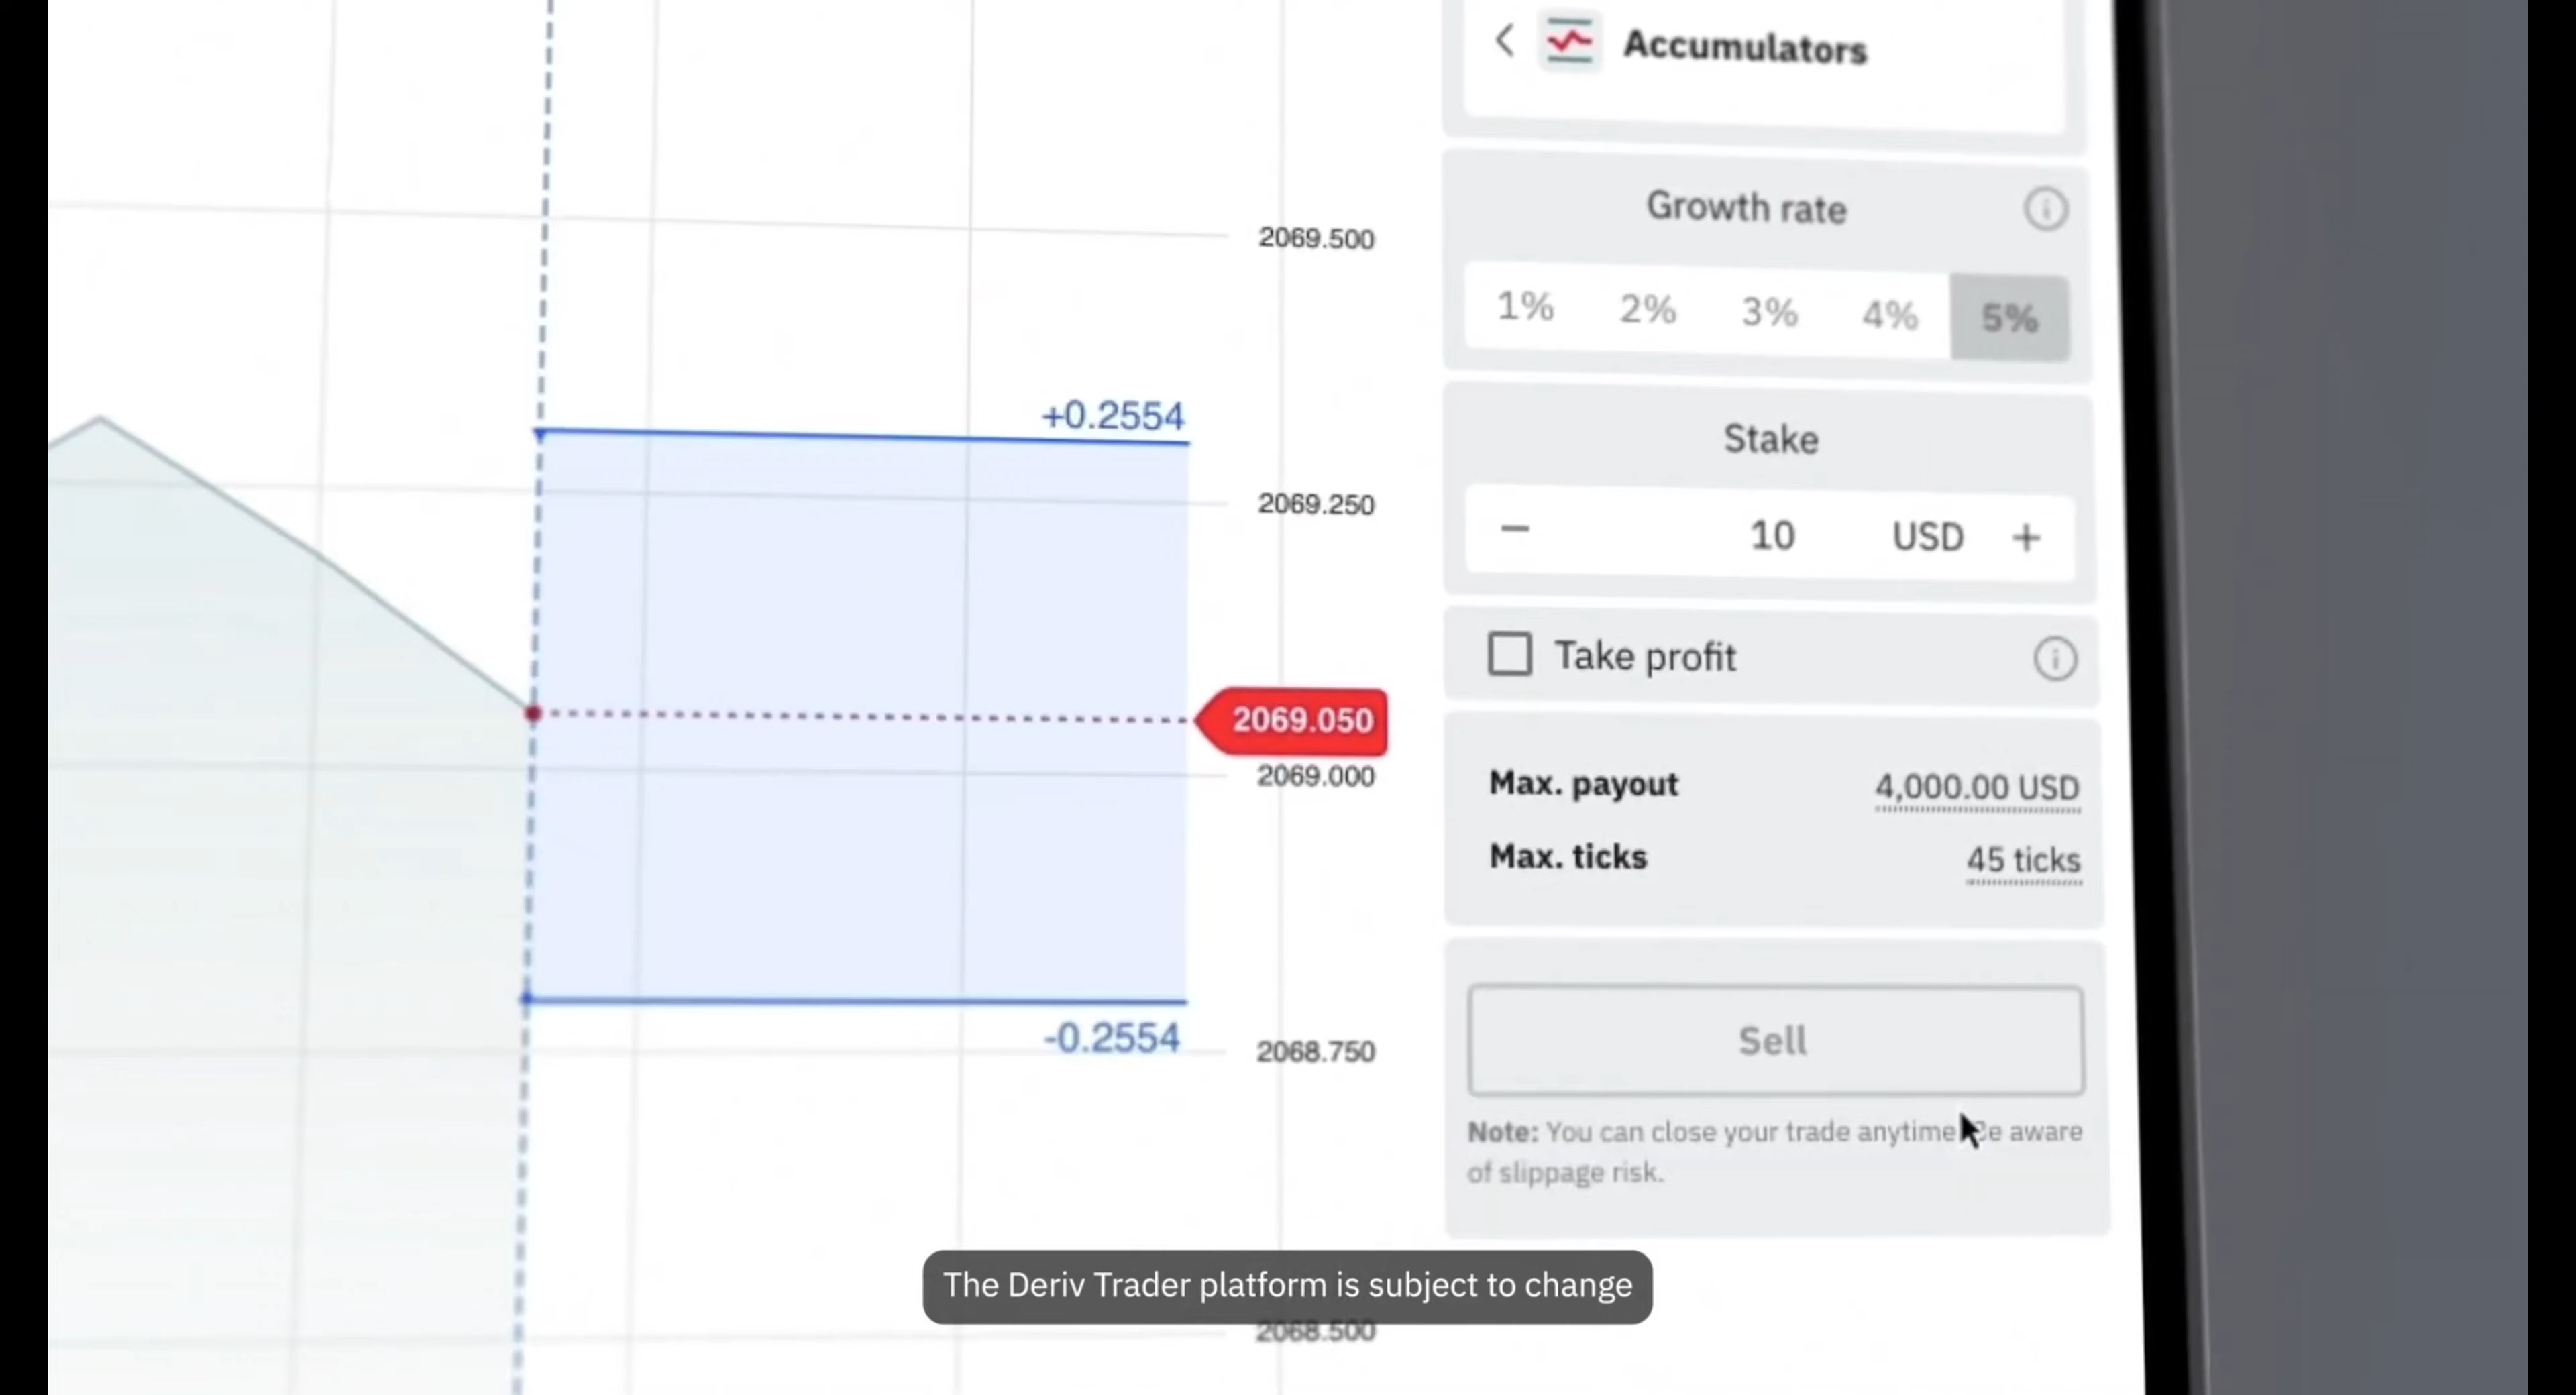 Accumulators
Growth rate
1% 2% 3% 4% 5%
Stake
− 10 USD +
Take profit
Max. payout 4,000.00 USD
Max. ticks 45 ticks
Sell
Note: You can close your trade anytime. Be aware
of slippage risk.
2069.500
+0.2554
2069.250
2069.050
2069.000
-0.2554
2068.750
2068.500
The Deriv Trader platform is subject to change